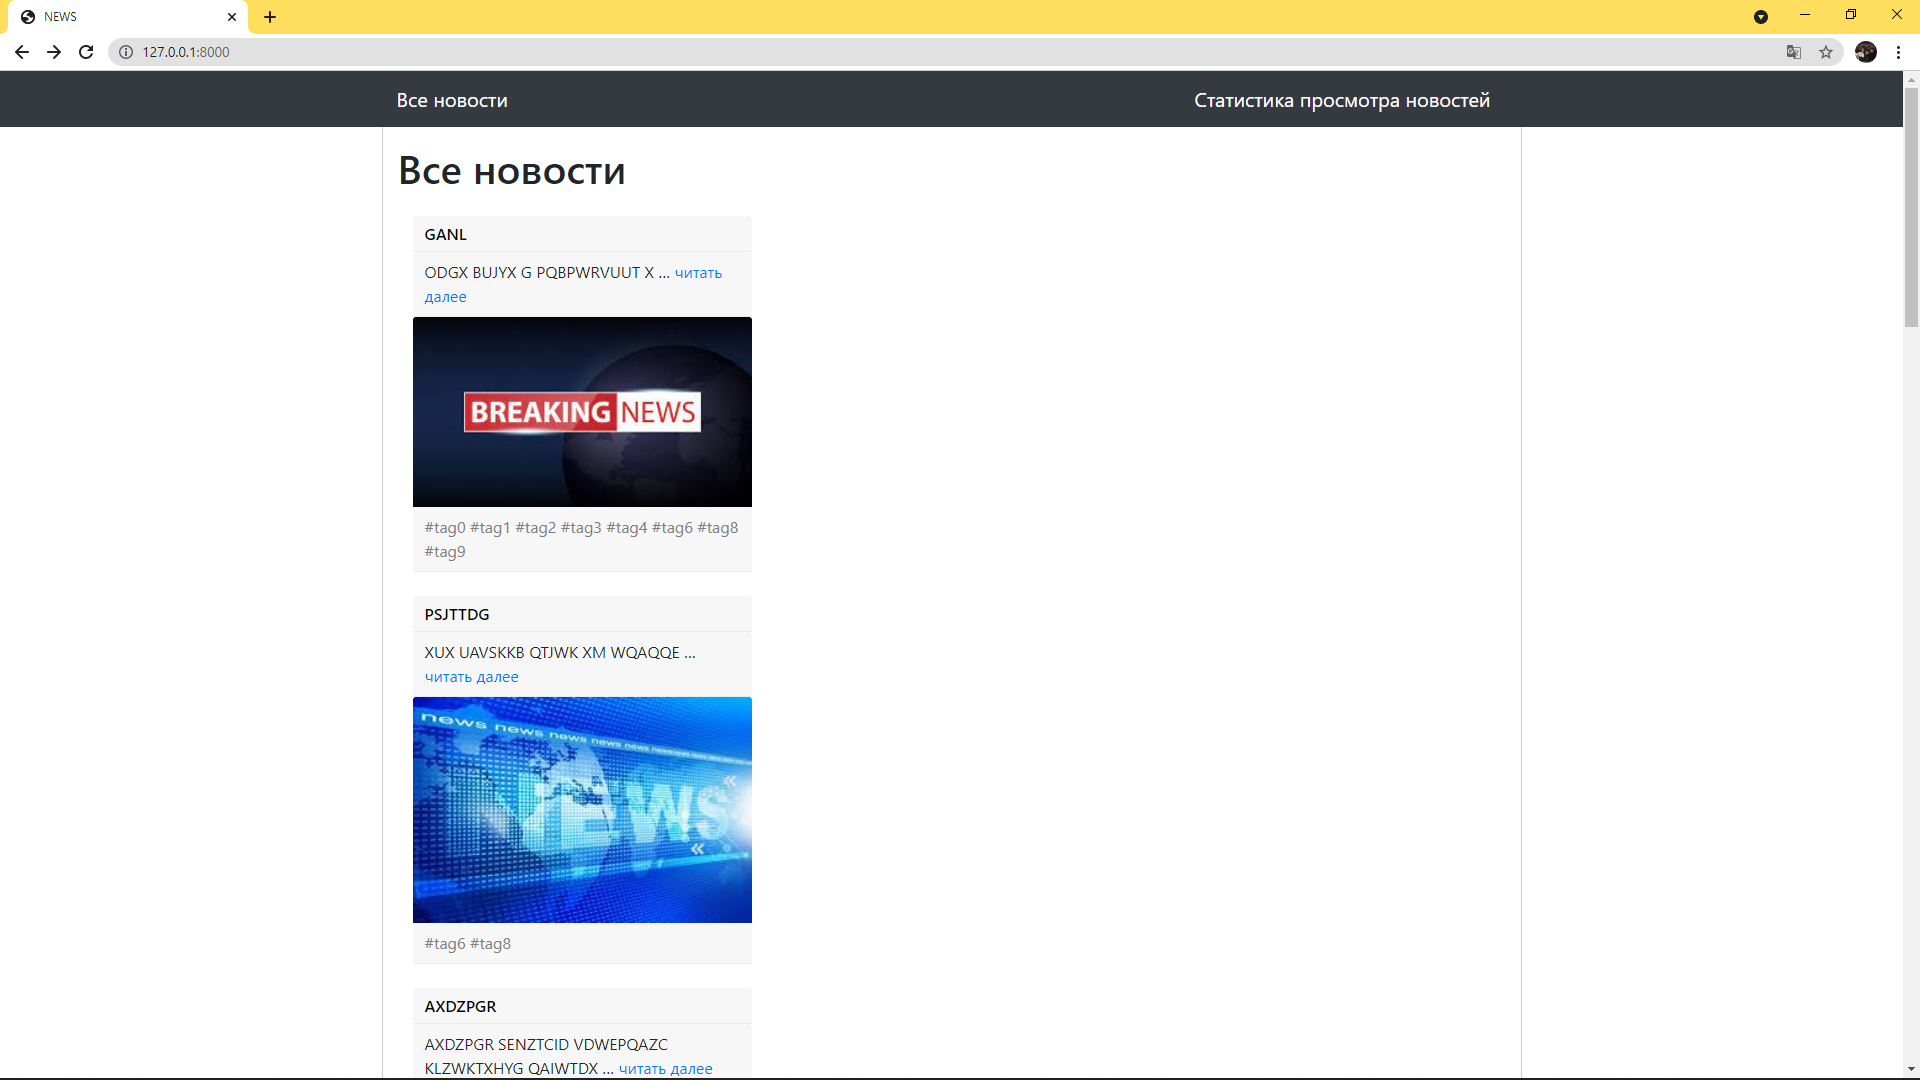 NEWS
127.0.0.1:8000
Все новости
Статистика просмотра новостей
Все новости
GANL
ODGX BUJYX G PQBPWRVUUT X ... читать
далее
BREAKING NEWS
#tag0 #tag1 #tag2 #tag3 #tag4 #tag6 #tag8
#tag9
PSJTTDG
XUX UAVSKKB QTJWK XM WQAQQE ...
читать далее
news news news news news news news
NEWS
#tag6 #tag8
AXDZPGR
AXDZPGR SENZTCID VDWEPQAZC
KLZWKTXHYG QAIWTDX ... читать далее